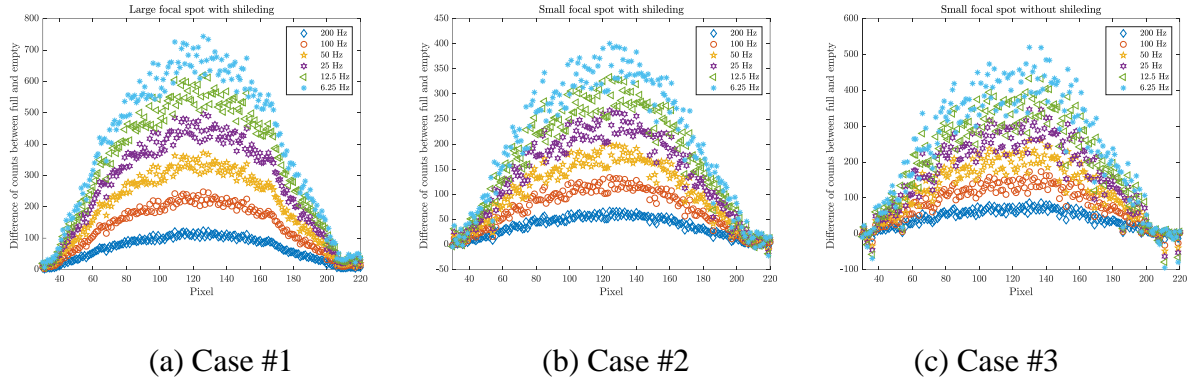 Large focal spot with shileding
Difference of counts between full and empty
800
700
600
500
400
300
200
100
0
40 60 80 100 120 140 160 180 200 220
Pixel
200 Hz
100 Hz
50 Hz
25 Hz
12.5 Hz
6.25 Hz
(a) Case #1
Small focal spot with shileding
Difference of counts between full and empty
450
400
350
300
250
200
150
100
50
0
-50
40 60 80 100 120 140 160 180 200 220
Pixel
200 Hz
100 Hz
50 Hz
25 Hz
12.5 Hz
6.25 Hz
(b) Case #2
Small focal spot without shileding
Difference of counts between full and empty
600
500
400
300
200
100
0
-100
40 60 80 100 120 140 160 180 200 220
Pixel
200 Hz
100 Hz
50 Hz
25 Hz
12.5 Hz
6.25 Hz
(c) Case #3